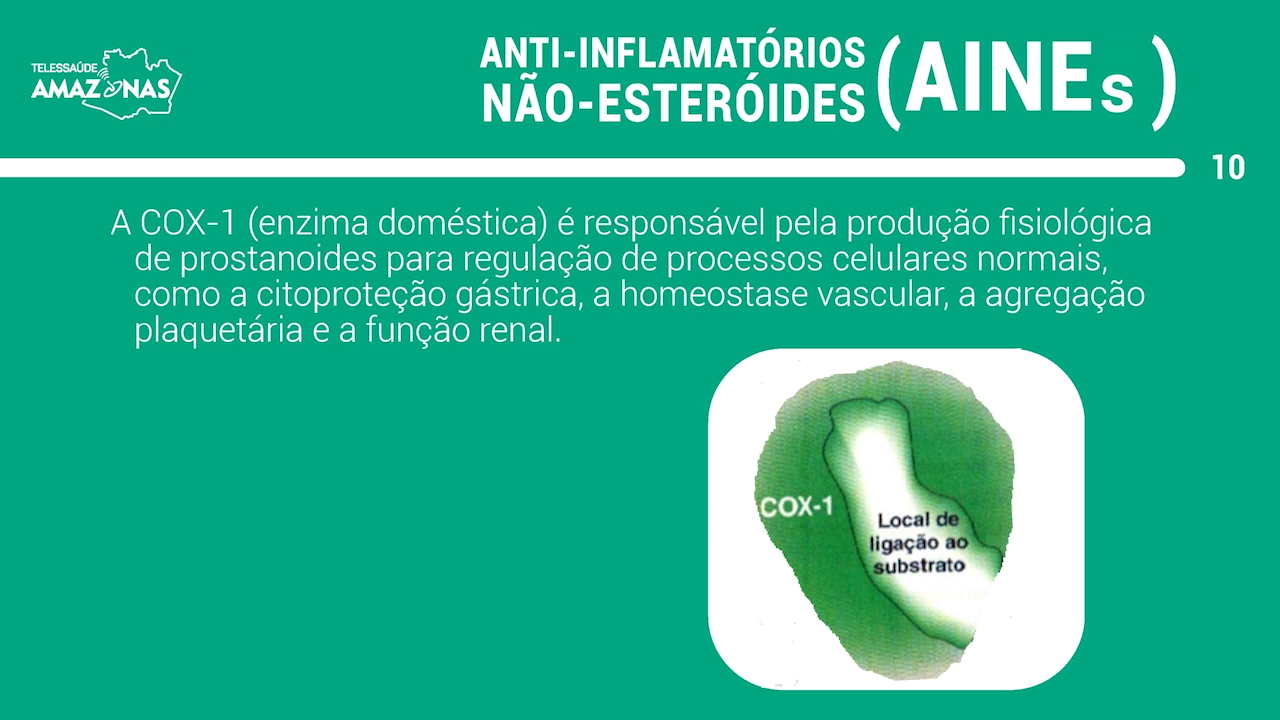 TELESSAÚDE
AMAZONAS
ANTI-INFLAMATÓRIOS
NÃO-ESTERÓIDES
(AINEs )
10
A COX-1 (enzima doméstica) é responsável pela produção fisiológica
de prostanoides para regulação de processos celulares normais,
como a citoproteção gástrica, a homeostase vascular, a agregação
plaquetária e a função renal.
COX-1
Local de
ligação ao
substrato